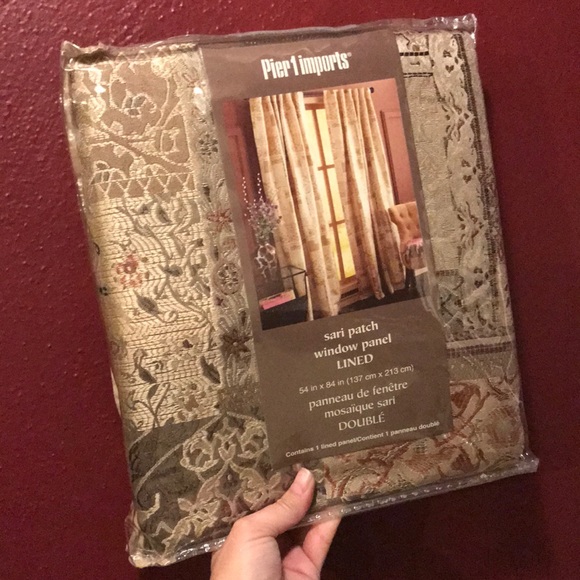 Pier 1 imports®
sari patch
window panel
LINED
54 in x 84 in (137 cm x 213 cm)
panneau de fenêtre
mosaïque sari
DOUBLÉ
Contains 1 lined panel/Contient 1 panneau doublé